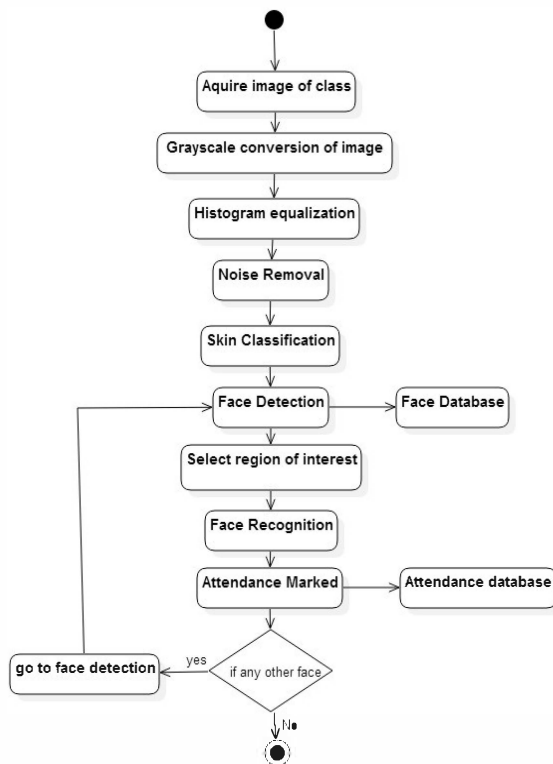 Aquire image of class
Grayscale conversion of image
Histogram equalization
Noise Removal
Skin Classification
Face Detection
Face Database
Select region of interest
Face Recognition
Attendance Marked
Attendance database
if any other face
yes
go to face detection
No